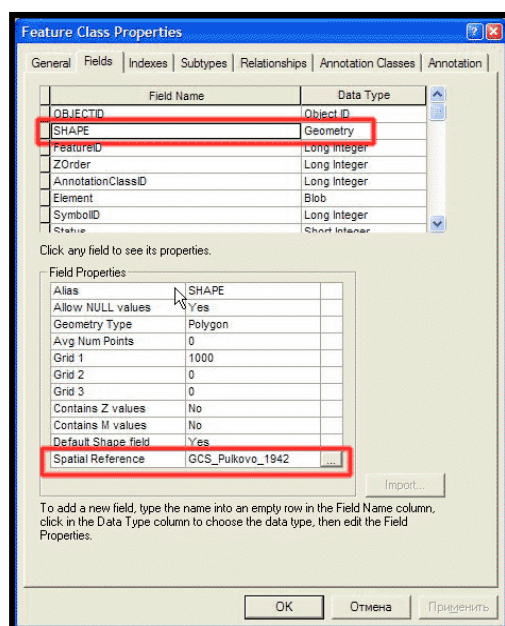 Feature Class Properties
General Fields Indexes Subtypes Relationships Annotation Classes Annotation
Field Name Data Type
OBJECTID Object ID
SHAPE Geometry
FeatureID Long Integer
ZOrder Long Integer
AnnotationClassID Long Integer
Element Blob
SymbolID Long Integer
Status Short Integer
Click any field to see its properties.
Field Properties
Alias SHAPE
Allow NULL values Yes
Geometry Type Polygon
Avg Num Points 0
Grid 1 1000
Grid 2 0
Grid 3 0
Contains Z values No
Contains M values No
Default Shape field Yes
Spatial Reference GCS_Pulkovo_1942 ...
Import...
To add a new field, type the name into an empty row in the Field Name column,
click in the Data Type column to choose the data type, then edit the Field
Properties.
OK Отмена Применить